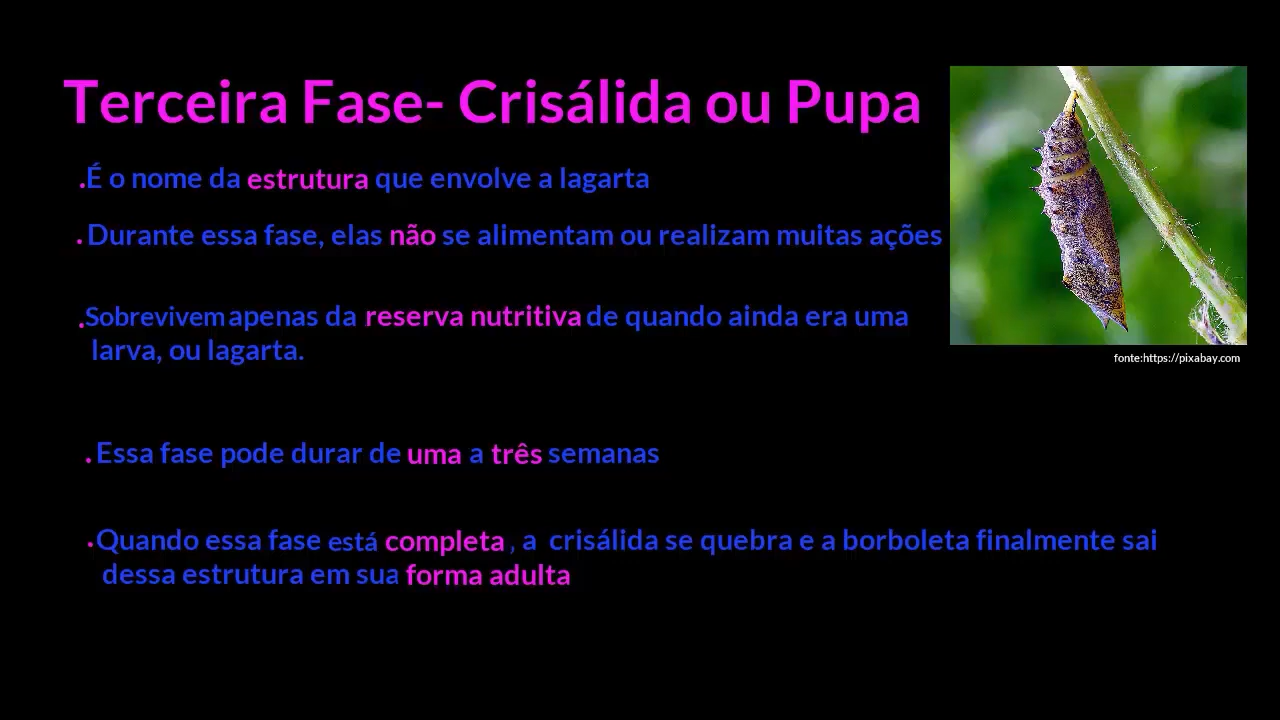 Terceira Fase- Crisálida ou Pupa
.É o nome da estrutura que envolve a lagarta
. Durante essa fase, elas não se alimentam ou realizam muitas ações
.Sobrevivem apenas da reserva nutritiva de quando ainda era uma
larva, ou lagarta.
fonte:https://pixabay.com
. Essa fase pode durar de uma a três semanas
.Quando essa fase está completa , a crisálida se quebra e a borboleta finalmente sai
dessa estrutura em sua forma adulta